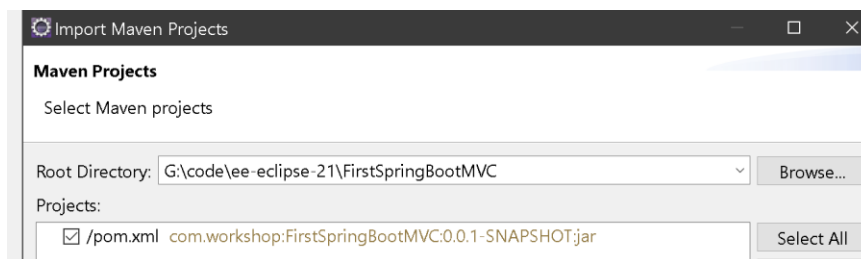 Import Maven Projects
Maven Projects
Select Maven projects
Root Directory: G:\code\ee-eclipse-21\FirstSpringBootMVC Browse...
Projects:
/pom.xml com.workshop:FirstSpringBootMVC:0.0.1-SNAPSHOT:jar Select All